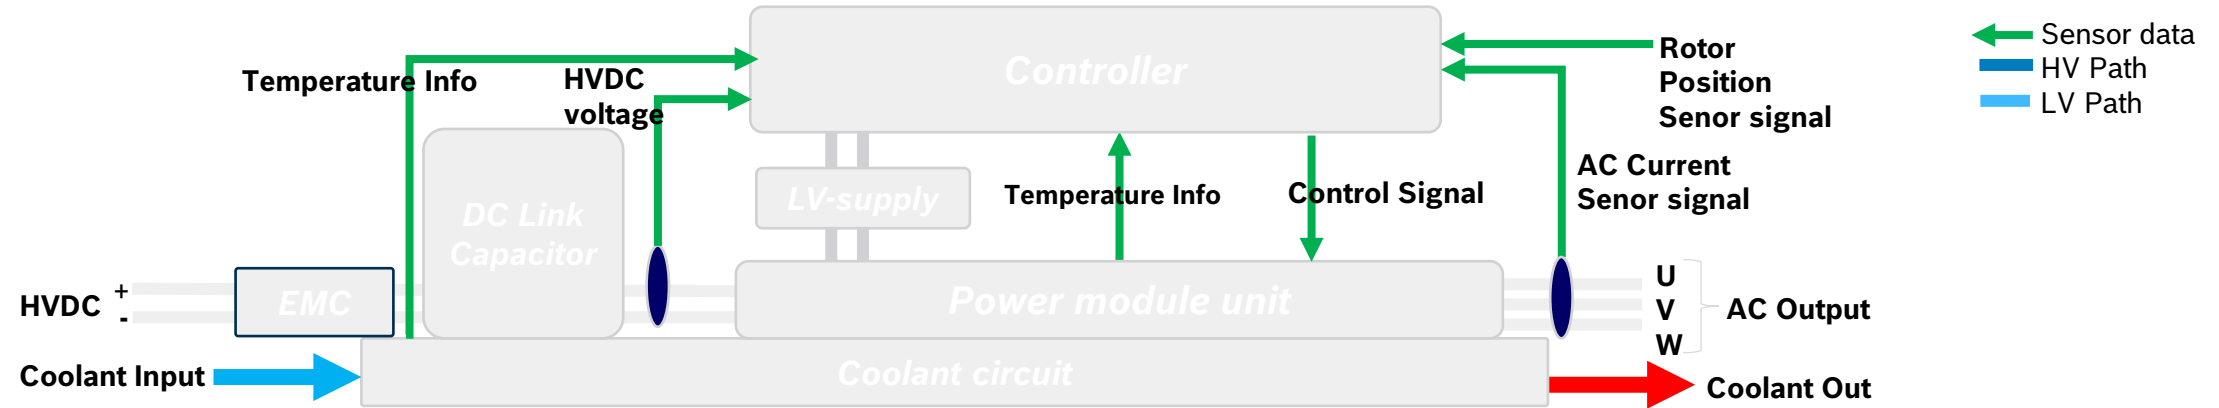 Controller
Temperature Info
HVDC
voltage
Rotor
Position
Senor signal
Sensor data
HV Path
LV Path
DC Link
Capacitor
LV-supply
Temperature Info
Control Signal
AC Current
Senor signal
HVDC
+
-
EMC
Power module unit
U
V
W
AC Output
Coolant Input
Coolant circuit
Coolant Out